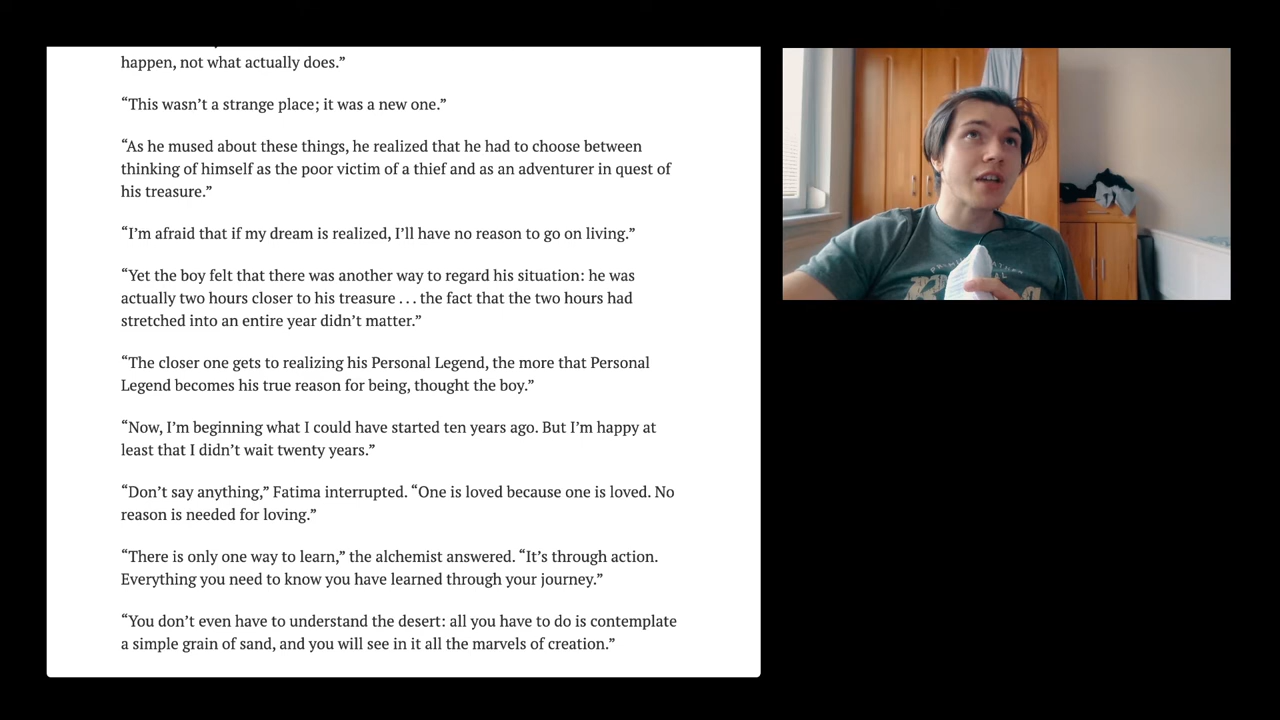 happen, not what actually does.”
“This wasn’t a strange place; it was a new one.”
“As he mused about these things, he realized that he had to choose between
thinking of himself as the poor victim of a thief and as an adventurer in quest of
his treasure.”
“I’m afraid that if my dream is realized, I’ll have no reason to go on living.”
“Yet the boy felt that there was another way to regard his situation: he was
actually two hours closer to his treasure . . . the fact that the two hours had
stretched into an entire year didn’t matter.”
“The closer one gets to realizing his Personal Legend, the more that Personal
Legend becomes his true reason for being, thought the boy.”
“Now, I’m beginning what I could have started ten years ago. But I’m happy at
least that I didn’t wait twenty years.”
“Don’t say anything,” Fatima interrupted. “One is loved because one is loved. No
reason is needed for loving.”
“There is only one way to learn,” the alchemist answered. “It’s through action.
Everything you need to know you have learned through your journey.”
“You don’t even have to understand the desert: all you have to do is contemplate
a simple grain of sand, and you will see in it all the marvels of creation.”